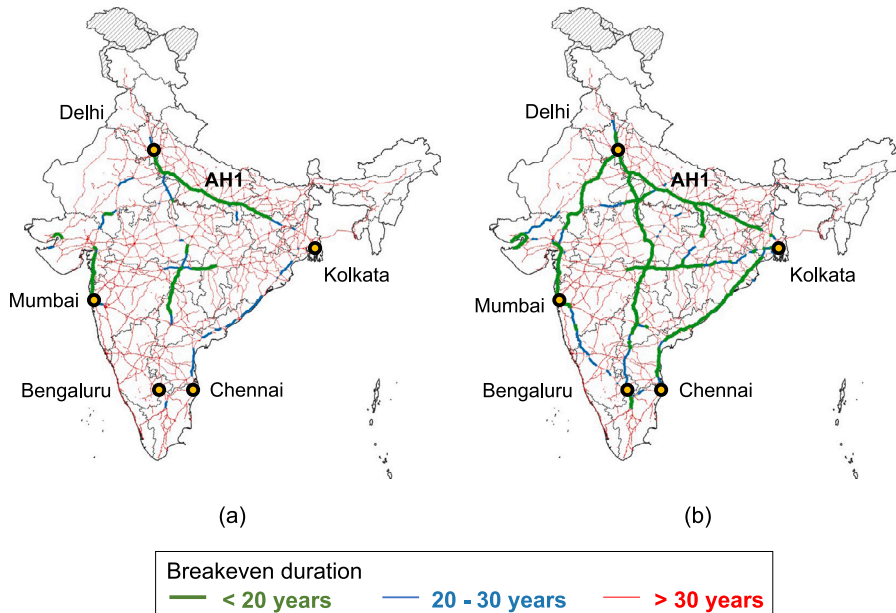 Delhi
AH1
Kolkata
Mumbai
Bengaluru
Chennai
(a)
Delhi
AH1
Kolkata
Mumbai
Bengaluru
Chennai
(b)
Breakeven duration
< 20 years
20 - 30 years
> 30 years